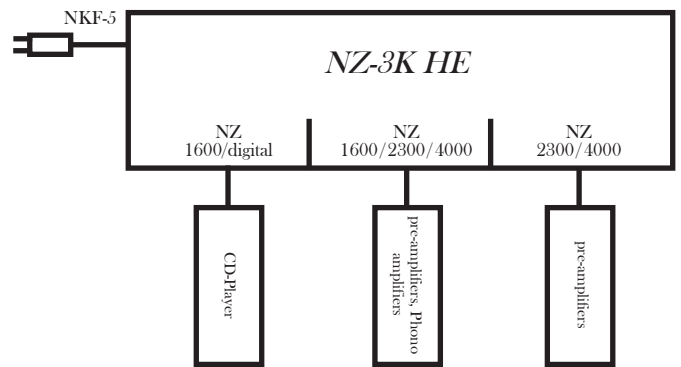 NKF-5
NZ-3K HE
NZ
1600/digital
NZ
1600/2300/4000
NZ
2300/4000
CD-Player
pre-amplifiers, Phono
amplifiers
pre-amplifiers